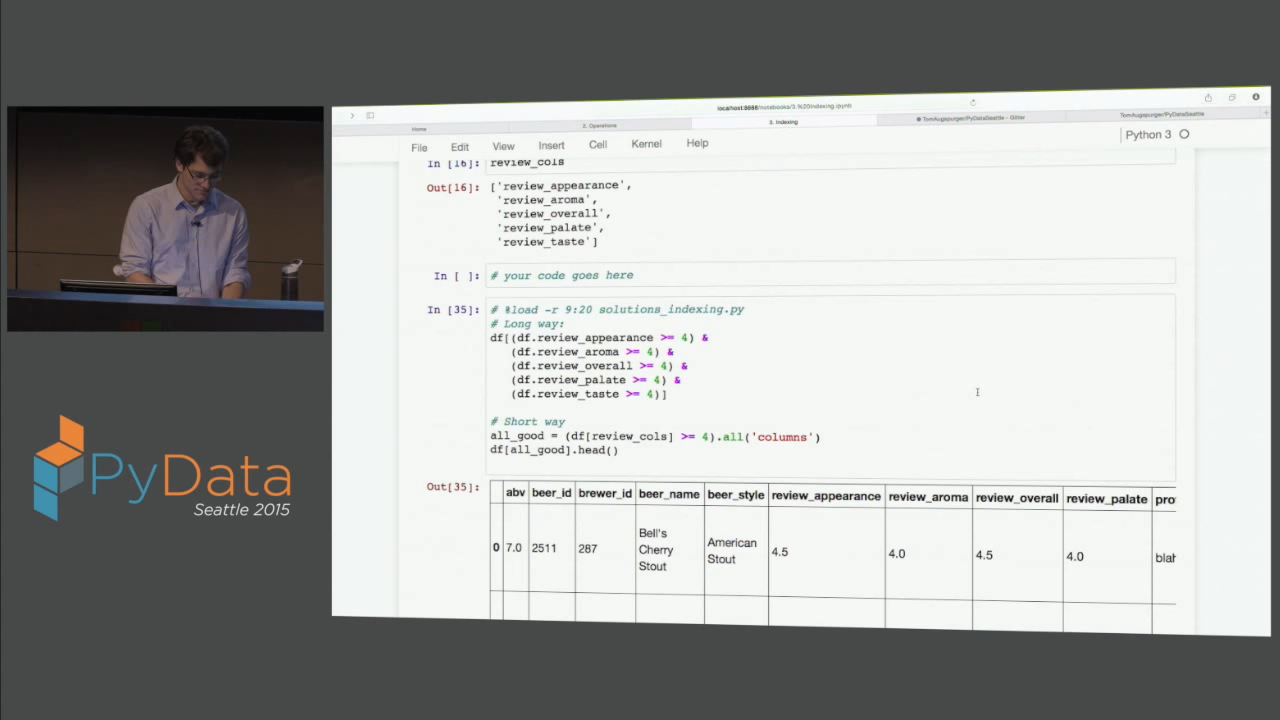 localhost:8888/notebooks/3.%20Indexing.ipynb
Home
2. Operations
3. Indexing
TomAugspurger/PyDataSeattle - Gitter
TomAugspurger/PyDataSeattle
File Edit View Insert Cell Kernel Help
Python 3
In [16]: review_cols
Out[16]: ['review_appearance',
'review_aroma',
'review_overall',
'review_palate',
'review_taste']
In [ ]: # your code goes here
In [35]: # %load -r 9:20 solutions_indexing.py
# Long way:
df[(df.review_appearance >= 4) &
(df.review_aroma >= 4) &
(df.review_overall >= 4) &
(df.review_palate >= 4) &
(df.review_taste >= 4)]
# Short way
all_good = (df[review_cols] >= 4).all('columns')
df[all_good].head()
Out[35]:
abv beer_id brewer_id beer_name beer_style review_appearance review_aroma review_overall review_palate pro
0 7.0 2511 287 Bell's Cherry Stout American Stout 4.5 4.0 4.5 4.0 blah
PyData
Seattle 2015